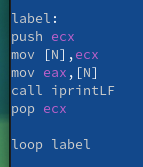 label:
push ecx
mov [N],ecx
mov eax,[N]
call iprintLF
pop ecx
loop label